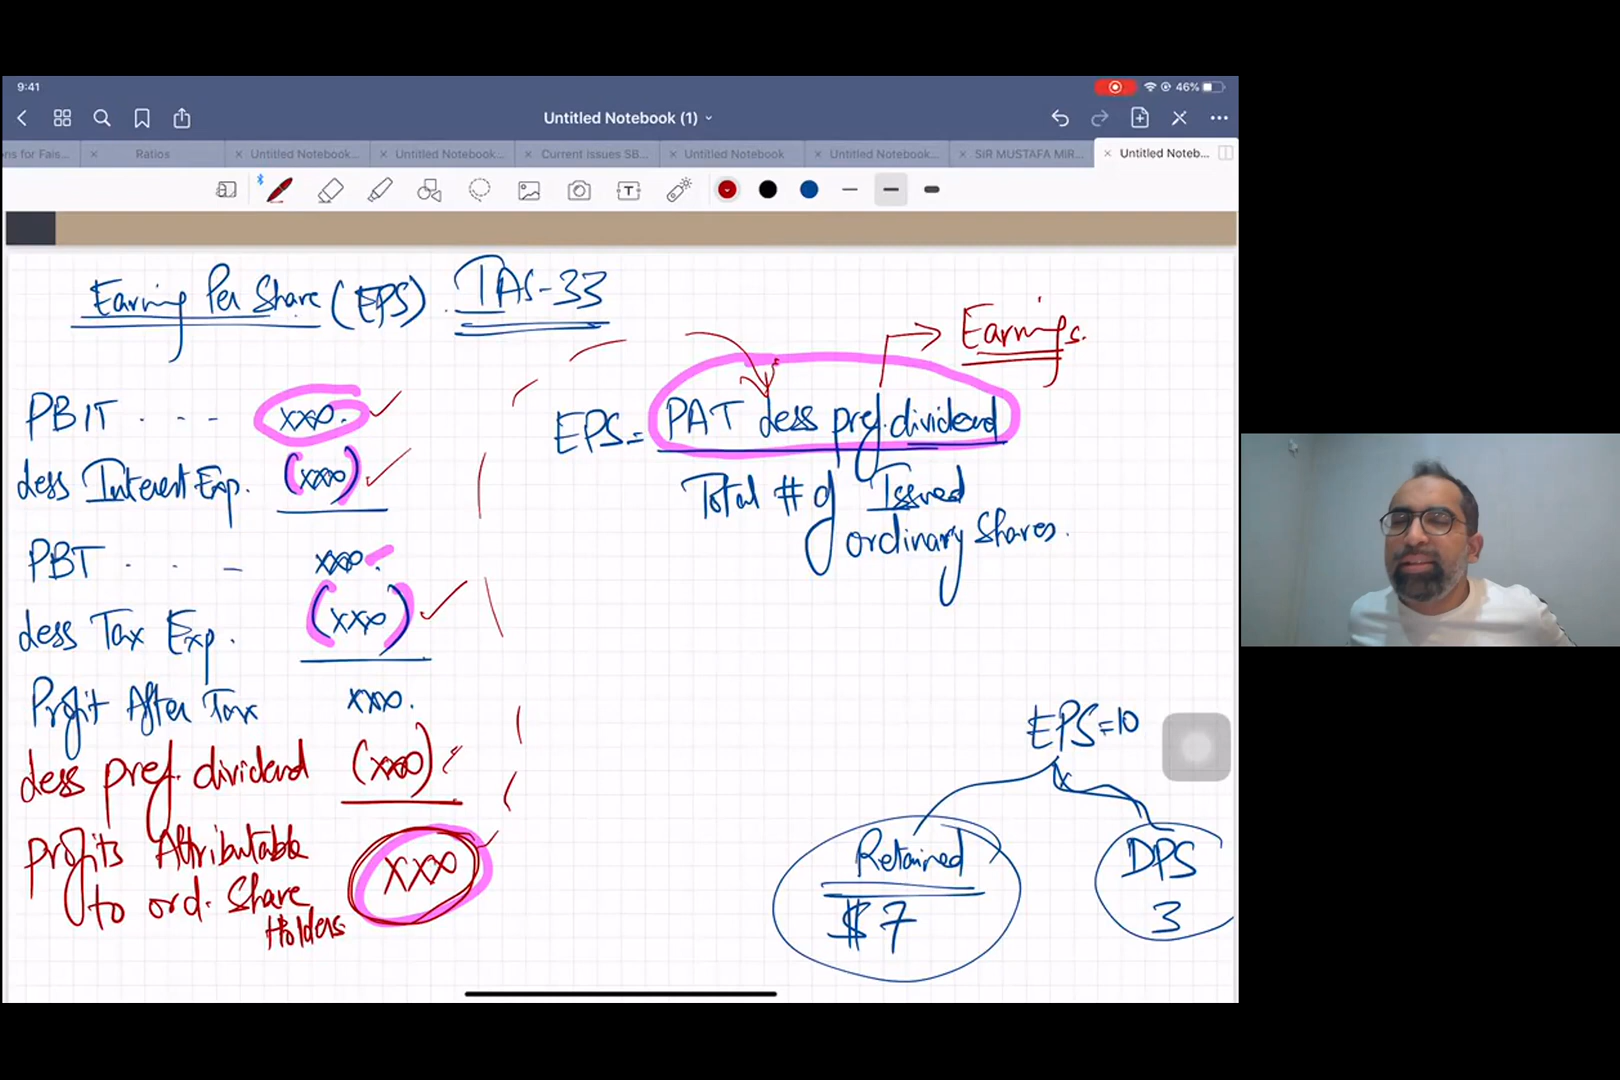 9:41
46%
Untitled Notebook (1)
ns for Fais...
Ratios
Untitled Notebook...
Untitled Notebook...
Current issues SB...
Untitled Notebook
Untitled Notebook...
SIR MUSTAFA MIR...
Untitled Noteb...
T
Earning Per Share (EPS). IAS-33
Earnings.
PBIT . - - xxx.
EPS = PAT less pref. dividend
less Interest Exp. (xxx)
Total # of Issued
ordinary Shares.
PBT . . - xxx.
less Tax Exp. (xxx)
Profit After Tax xxx.
EPS=10
less pref. dividend (xxx)
Profits Attributable
to ord. Share
Holders
xxx
Retained
$7
DPS
3